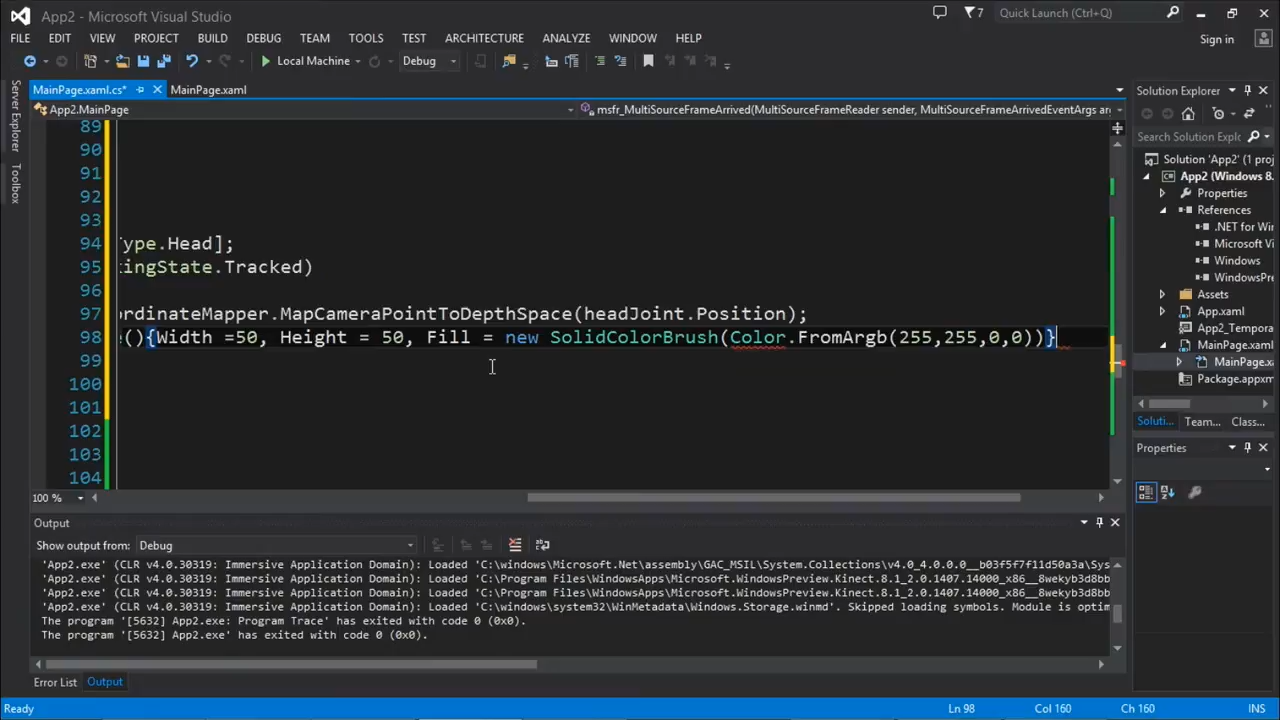 App2 - Microsoft Visual Studio
7
Quick Launch (Ctrl+Q)
FILE EDIT VIEW PROJECT BUILD DEBUG TEAM TOOLS TEST ARCHITECTURE ANALYZE WINDOW HELP
Sign in
Local Machine
Debug
Server Explorer
Toolbox
MainPage.xaml.cs*
MainPage.xaml
App2.MainPage
msfr_MultiSourceFrameArrived(MultiSourceFrameReader sender, MultiSourceFrameArrivedEventArgs ar
89
90
91
92
93
94 Type.Head];
95 kingState.Tracked)
96
97 ordinateMapper.MapCameraPointToDepthSpace(headJoint.Position);
98 e(){Width =50, Height = 50, Fill = new SolidColorBrush(Color.FromArgb(255,255,0,0))}
99
100
101
102
103
104
100 %
Output
Show output from: Debug
'App2.exe' (CLR v4.0.30319: Immersive Application Domain): Loaded 'C:\windows\Microsoft.Net\assembly\GAC_MSIL\System.Collections\v4.0_4.0.0.0__b03f5f7f11d50a3a\Sys
'App2.exe' (CLR v4.0.30319: Immersive Application Domain): Loaded 'C:\Program Files\WindowsApps\Microsoft.WindowsPreview.Kinect.8.1_2.0.1407.14000_x86__8wekyb3d8bb
'App2.exe' (CLR v4.0.30319: Immersive Application Domain): Loaded 'C:\Program Files\WindowsApps\Microsoft.WindowsPreview.Kinect.8.1_2.0.1407.14000_x86__8wekyb3d8bb
'App2.exe' (CLR v4.0.30319: Immersive Application Domain): Loaded 'C:\windows\system32\WinMetadata\Windows.Storage.winmd'. Skipped loading symbols. Module is optim
The program '[5632] App2.exe: Program Trace' has exited with code 0 (0x0).
The program '[5632] App2.exe' has exited with code 0 (0x0).
Error List
Output
Solution Explorer
Search Solution Explc
Solution 'App2' (1 proj
App2 (Windows 8.
Properties
References
.NET for Win
Microsoft Vi
Windows
WindowsPre
Assets
App.xaml
App2_Tempora
MainPage.xaml
MainPage.xa
Package.appxm
Soluti...
Team...
Class...
Properties
Ready
Ln 98
Col 160
Ch 160
INS